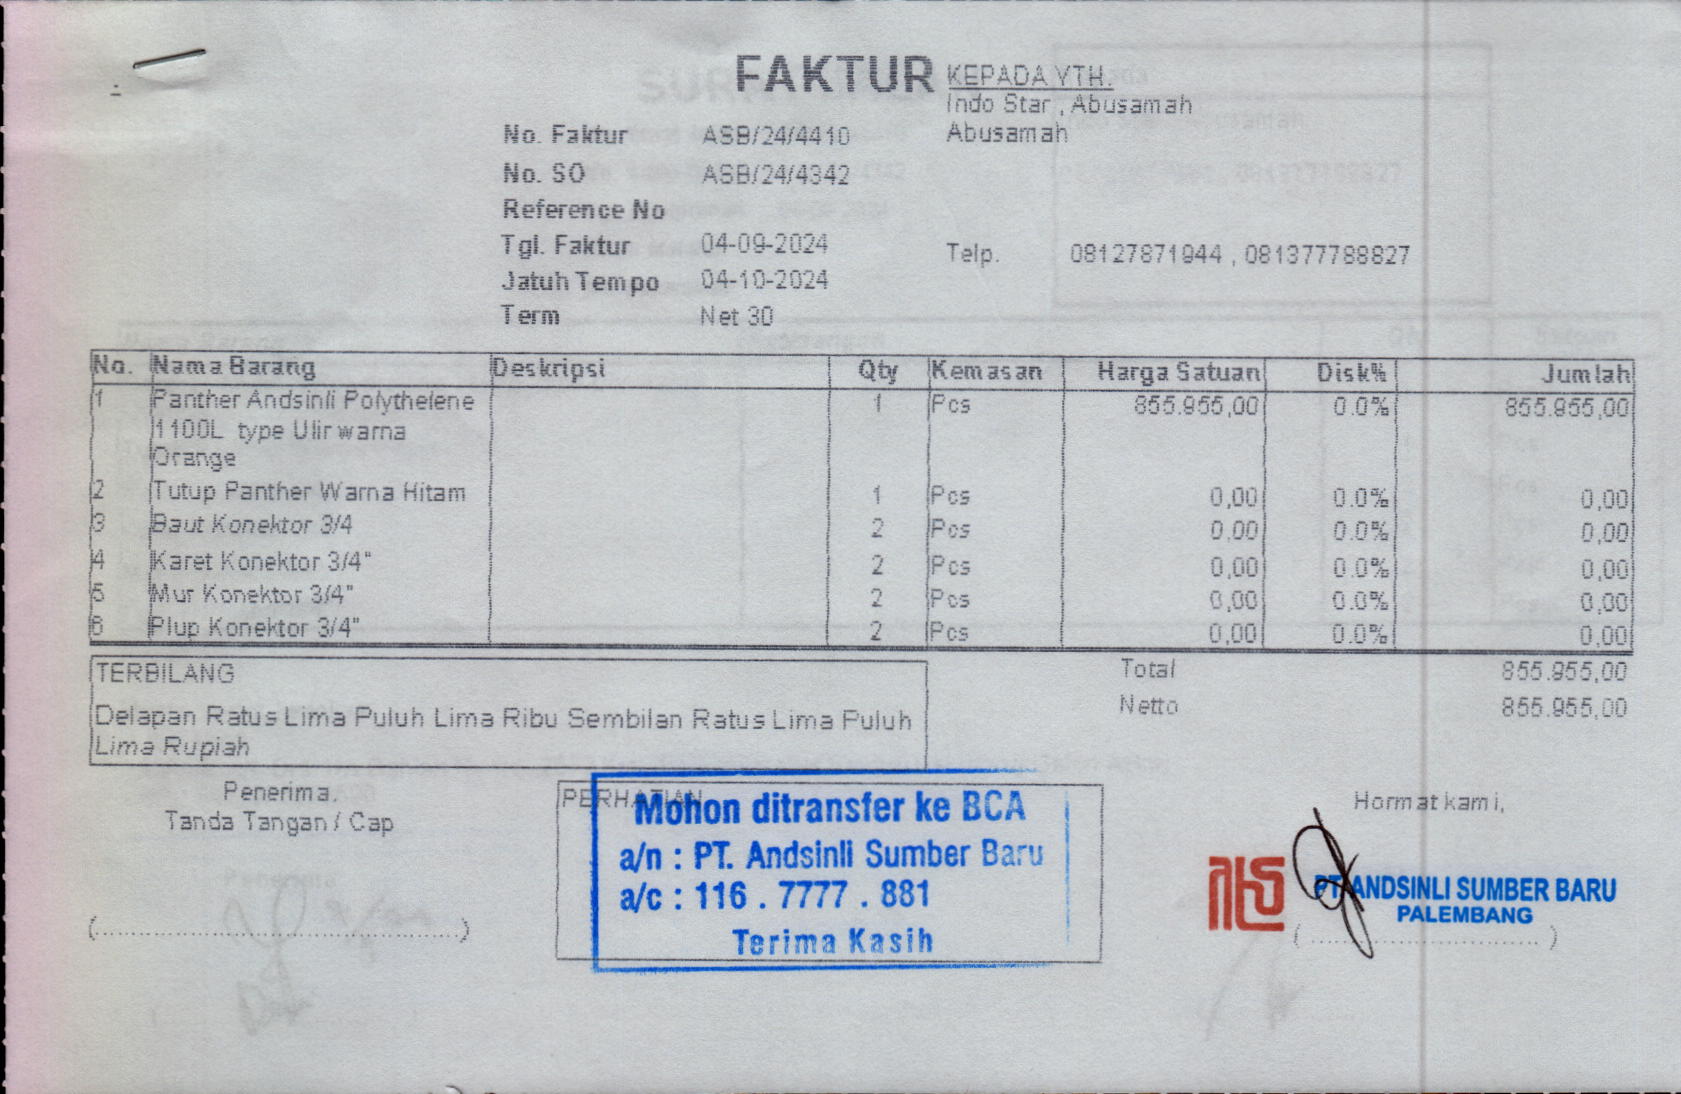 FAKTUR
KEPADA YTH.
Indo Star , Abusamah
Abusamah
No. Faktur ASB/24/4410
No. SO ASB/24/4342
Reference No
Tgl. Faktur 04-09-2024
Jatuh Tempo 04-10-2024
Term Net 30
Telp. 08127871944 , 081377788827
No. Nama Barang Deskripsi Qty Kemasan Harga Satuan Disk% Jumlah
1 Panther Andsinli Polythelene 1 Pcs 855.955,00 0.0% 855.955,00
1100L type Ulir warna
Orange
2 Tutup Panther Warna Hitam 1 Pcs 0,00 0.0% 0,00
3 Baut Konektor 3/4 2 Pcs 0,00 0.0% 0,00
4 Karet Konektor 3/4" 2 Pcs 0,00 0.0% 0,00
5 Mur Konektor 3/4" 2 Pcs 0,00 0.0% 0,00
6 Plup Konektor 3/4" 2 Pcs 0,00 0.0% 0,00
TERBILANG
Delapan Ratus Lima Puluh Lima Ribu Sembilan Ratus Lima Puluh
Lima Rupiah
Total 855.955,00
Netto 855.955,00
Penerima,
Tanda Tangan / Cap
(..........................................................)
PERHATIAN
Mohon ditransfer ke BCA
a/n : PT. Andsinli Sumber Baru
a/c : 116 . 7777 . 881
Terima Kasih
Hormat kami,
PT. ANDSINLI SUMBER BARU
PALEMBANG
( .................................... )